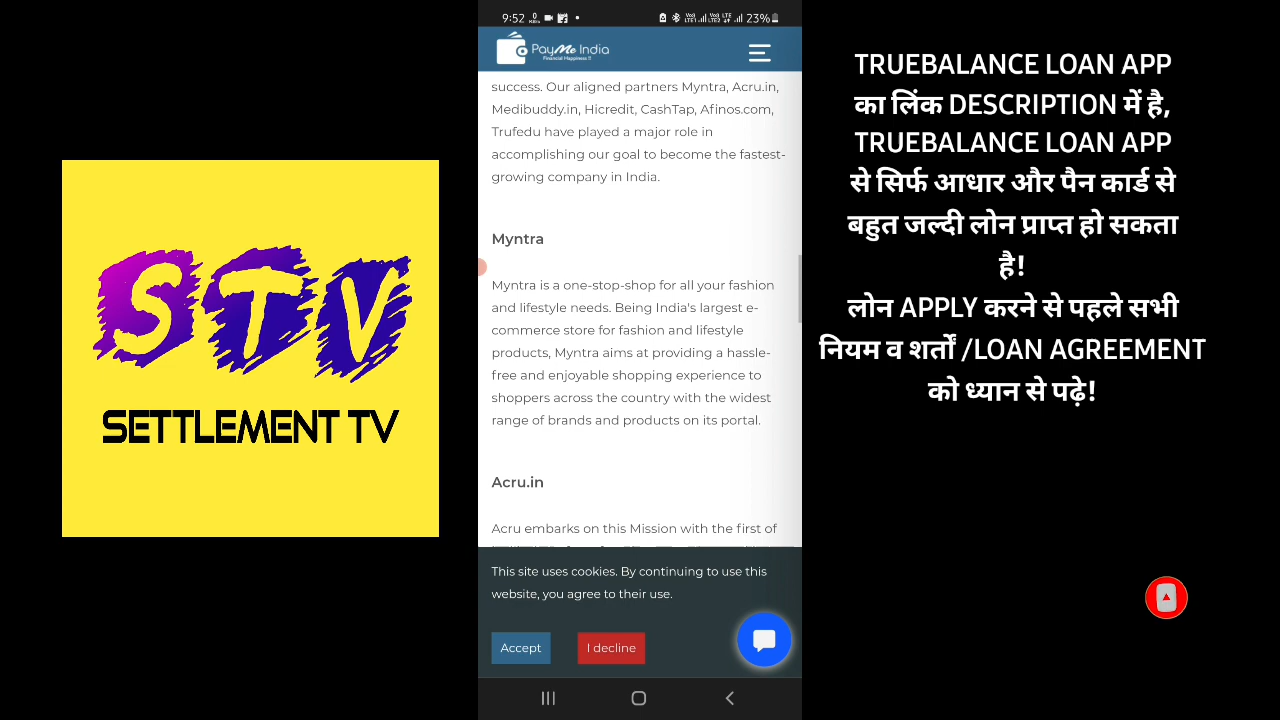 STV
SETTLEMENT TV
9:52
23%
PayMe India
Financial Happiness !!
success. Our aligned partners Myntra, Acru.in,
Medibuddy.in, Hicredit, CashTap, Afinos.com,
Trufedu have played a major role in
accomplishing our goal to become the fastest-
growing company in India.
Myntra
Myntra is a one-stop-shop for all your fashion
and lifestyle needs. Being India's largest e-
commerce store for fashion and lifestyle
products, Myntra aims at providing a hassle-
free and enjoyable shopping experience to
shoppers across the country with the widest
range of brands and products on its portal.
Acru.in
Acru embarks on this Mission with the first of
This site uses cookies. By continuing to use this
website, you agree to their use.
Accept
I decline
TRUEBALANCE LOAN APP
का लिंक DESCRIPTION में है,
TRUEBALANCE LOAN APP
से सिर्फ आधार और पैन कार्ड से
बहुत जल्दी लोन प्राप्त हो सकता
है!
लोन APPLY करने से पहले सभी
नियम व शर्तों /LOAN AGREEMENT
को ध्यान से पढ़े!